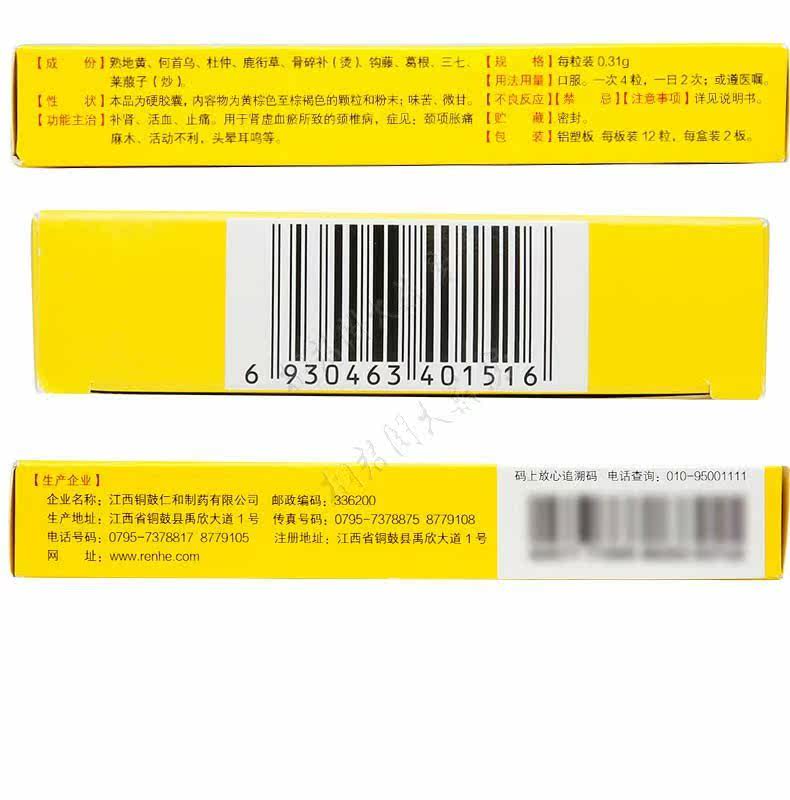 【成　份】熟地黄、何首乌、杜仲、鹿衔草、骨碎补（烫）、钩藤、葛根、三七、
莱菔子（炒）。
【性　状】本品为硬胶囊，内容物为黄棕色至棕褐色的颗粒和粉末；味苦、微甘。
【功能主治】补肾、活血、止痛。用于肾虚血瘀所致的颈椎病，症见：颈项胀痛
麻木、活动不利，头晕耳鸣等。
【规　格】每粒装0.31g
【用法用量】口服。一次4粒，一日2次；或遵医嘱。
【不良反应】【禁　忌】【注意事项】详见说明书。
【贮　藏】密封。
【包　装】铝塑板 每板装12粒，每盒装2板。
6 930463 401516
【生产企业】
企业名称：江西铜鼓仁和制药有限公司 邮政编码：336200
生产地址：江西省铜鼓县禹欣大道1号 传真号码：0795-7378875 8779108
电话号码：0795-7378817 8779105 注册地址：江西省铜鼓县禹欣大道1号
网　址：www.renhe.com
码上放心追溯码 电话查询：010-95001111